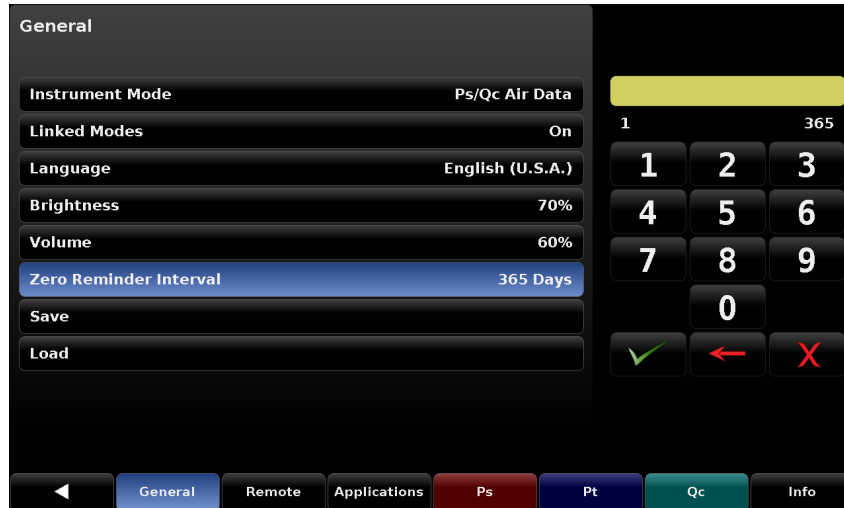 General
Instrument Mode Ps/Qc Air Data
Linked Modes On
Language English (U.S.A.)
Brightness 70%
Volume 60%
Zero Reminder Interval 365 Days
Save
Load
1 365
1 2 3
4 5 6
7 8 9
0
X
General Remote Applications Ps Pt Qc Info